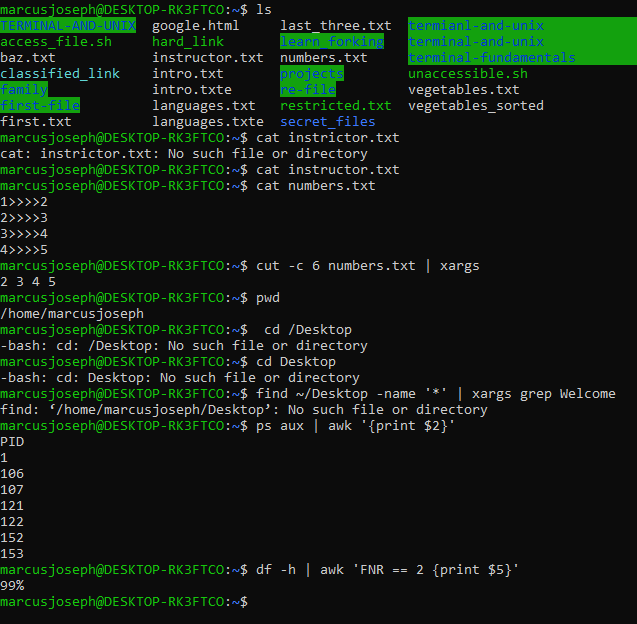 marcusjoseph@DESKTOP-RK3FTCO:~$ ls
TERMINAL-AND-UNIX  google.html     last_three.txt  termianl-and-unix
access_file.sh     hard_link       learn_forking   terminal-and-unix
baz.txt            instructor.txt  numbers.txt     terminal-fundamentals
classified_link    intro.txt       projects        unaccessible.sh
family             intro.txte      re-file         vegetables.txt
first-file         languages.txt   restricted.txt  vegetables_sorted
first.txt          languages.txte  secret_files
marcusjoseph@DESKTOP-RK3FTCO:~$ cat instrictor.txt
cat: instrictor.txt: No such file or directory
marcusjoseph@DESKTOP-RK3FTCO:~$ cat instructor.txt
marcusjoseph@DESKTOP-RK3FTCO:~$ cat numbers.txt
1>>>>2
2>>>>3
3>>>>4
4>>>>5
marcusjoseph@DESKTOP-RK3FTCO:~$ cut -c 6 numbers.txt | xargs
2 3 4 5
marcusjoseph@DESKTOP-RK3FTCO:~$ pwd
/home/marcusjoseph
marcusjoseph@DESKTOP-RK3FTCO:~$  cd /Desktop
-bash: cd: /Desktop: No such file or directory
marcusjoseph@DESKTOP-RK3FTCO:~$ cd Desktop
-bash: cd: Desktop: No such file or directory
marcusjoseph@DESKTOP-RK3FTCO:~$ find ~/Desktop -name '*' | xargs grep Welcome
find: ‘/home/marcusjoseph/Desktop’: No such file or directory
marcusjoseph@DESKTOP-RK3FTCO:~$ ps aux | awk '{print $2}'
PID
1
106
107
121
122
152
153
marcusjoseph@DESKTOP-RK3FTCO:~$ df -h | awk 'FNR == 2 {print $5}'
99%
marcusjoseph@DESKTOP-RK3FTCO:~$